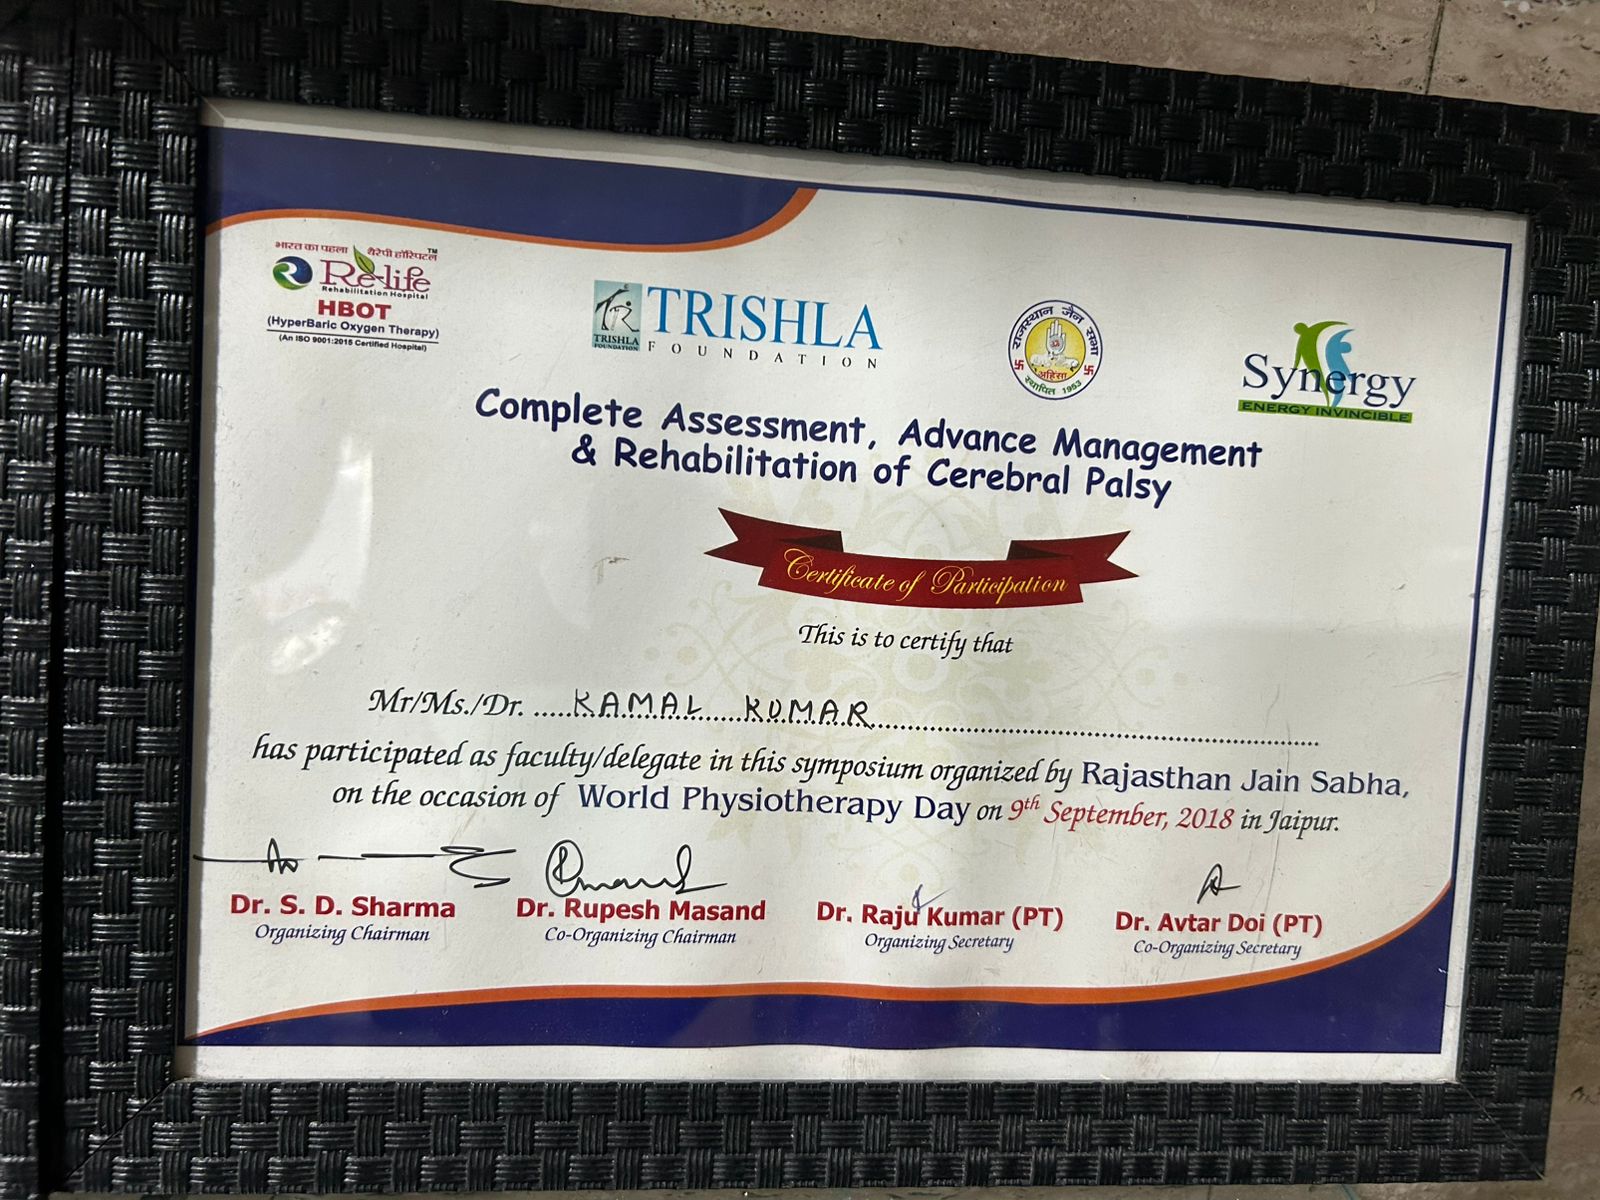 भारत का पहला थैरेपी हॉस्पिटल TM
Re-life
Rehabilitation Hospital
HBOT
(HyperBaric Oxygen Therapy)
(An ISO 9001:2015 Certified Hospital)
TRISHLA
FOUNDATION
TRISHLA
FOUNDATION
राजस्थान जैन सभा
अहिंसा
स्थापित 1953
Synergy
ENERGY INVINCIBLE
Complete Assessment, Advance Management
& Rehabilitation of Cerebral Palsy
Certificate of Participation
This is to certify that
Mr/Ms./Dr. KAMAL KUMAR
has participated as faculty/delegate in this symposium organized by Rajasthan Jain Sabha,
on the occasion of World Physiotherapy Day on 9th September, 2018 in Jaipur.
Dr. S. D. Sharma
Organizing Chairman
Dr. Rupesh Masand
Co-Organizing Chairman
Dr. Raju Kumar (PT)
Organizing Secretary
Dr. Avtar Doi (PT)
Co-Organizing Secretary